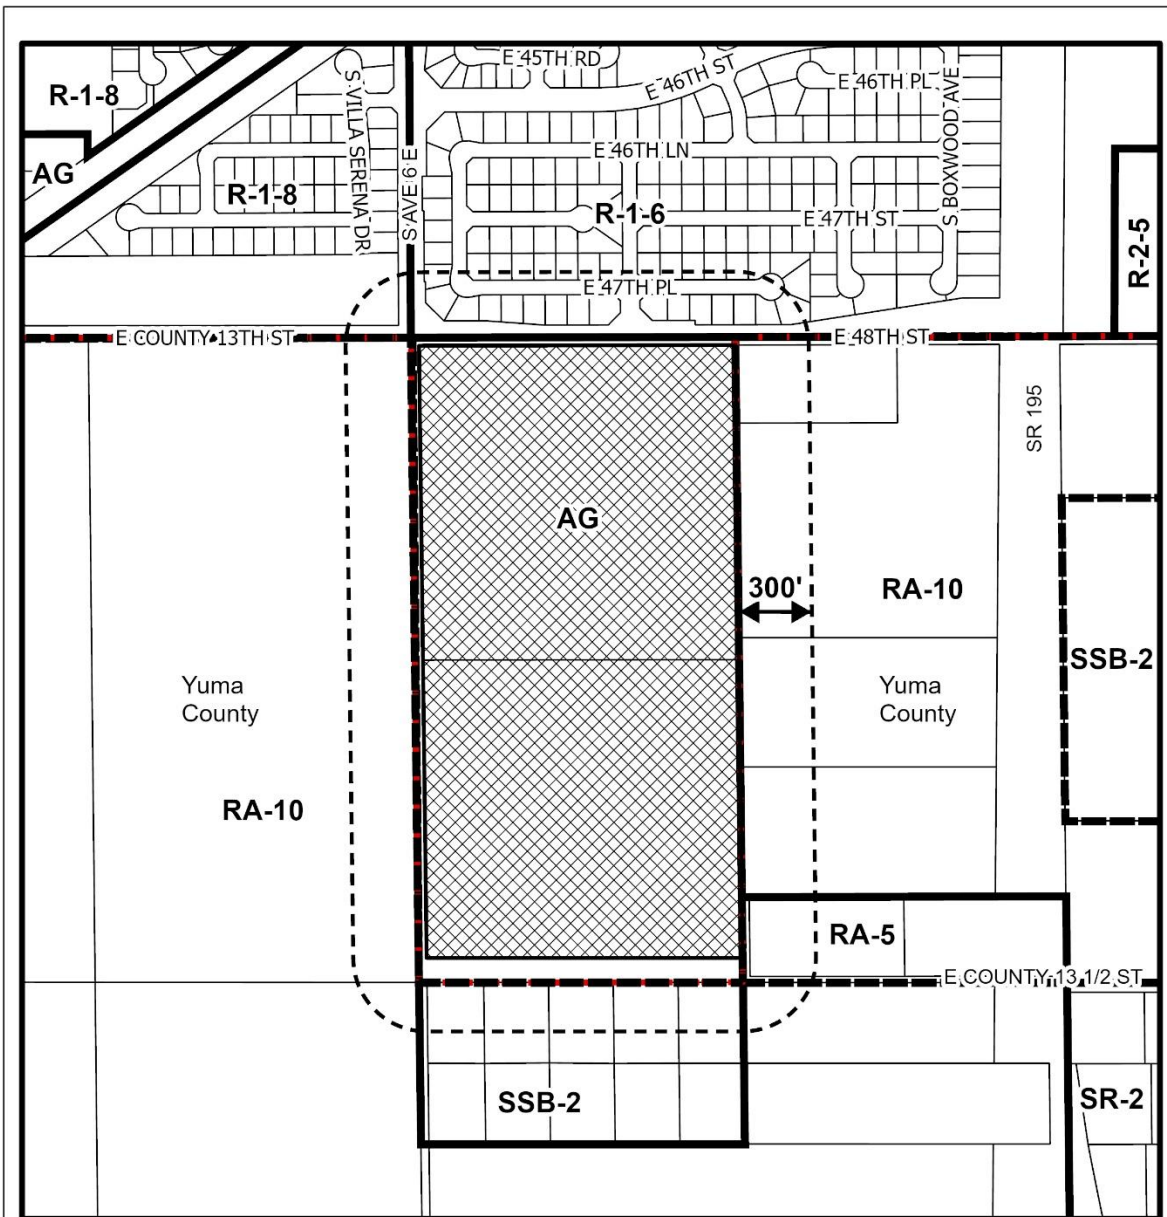 E 45TH RD
E 46TH ST
E 46TH PL
R-1-8
S VILLA SERENA DR
S AVE 6 E
S BOXWOOD AVE
E 46TH LN
AG
R-1-8
R-1-6
E 47TH ST
R-2-5
E 47TH PL
E COUNTY 13TH ST
E 48TH ST
SR 195
AG
300'
RA-10
SSB-2
Yuma
County
Yuma
County
RA-10
RA-5
E COUNTY 13 1/2 ST
SSB-2
SR-2